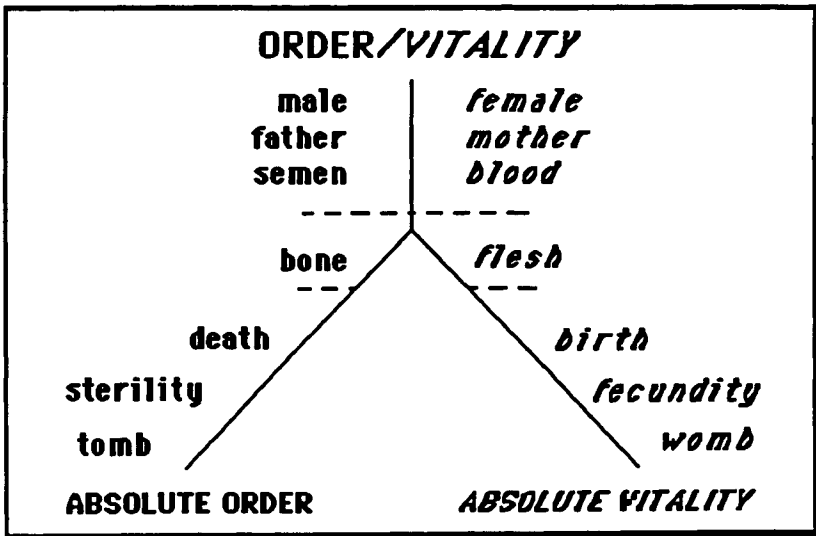 ORDER/VITALITY
male female
father mother
semen blood
bone flesh
death birth
sterility fecundity
tomb womb
ABSOLUTE ORDER ABSOLUTE VITALITY